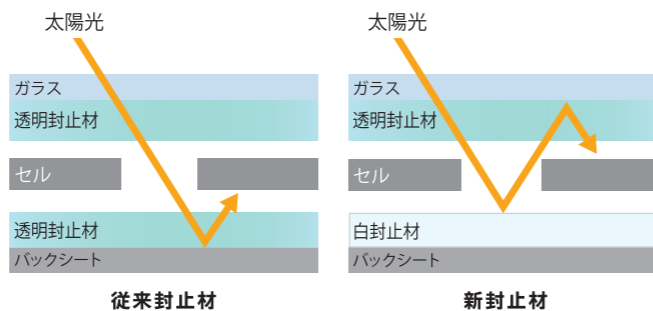 太陽光
ガラス
透明封止材
セル
透明封止材
バックシート
従来封止材
太陽光
ガラス
透明封止材
セル
白封止材
バックシート
新封止材